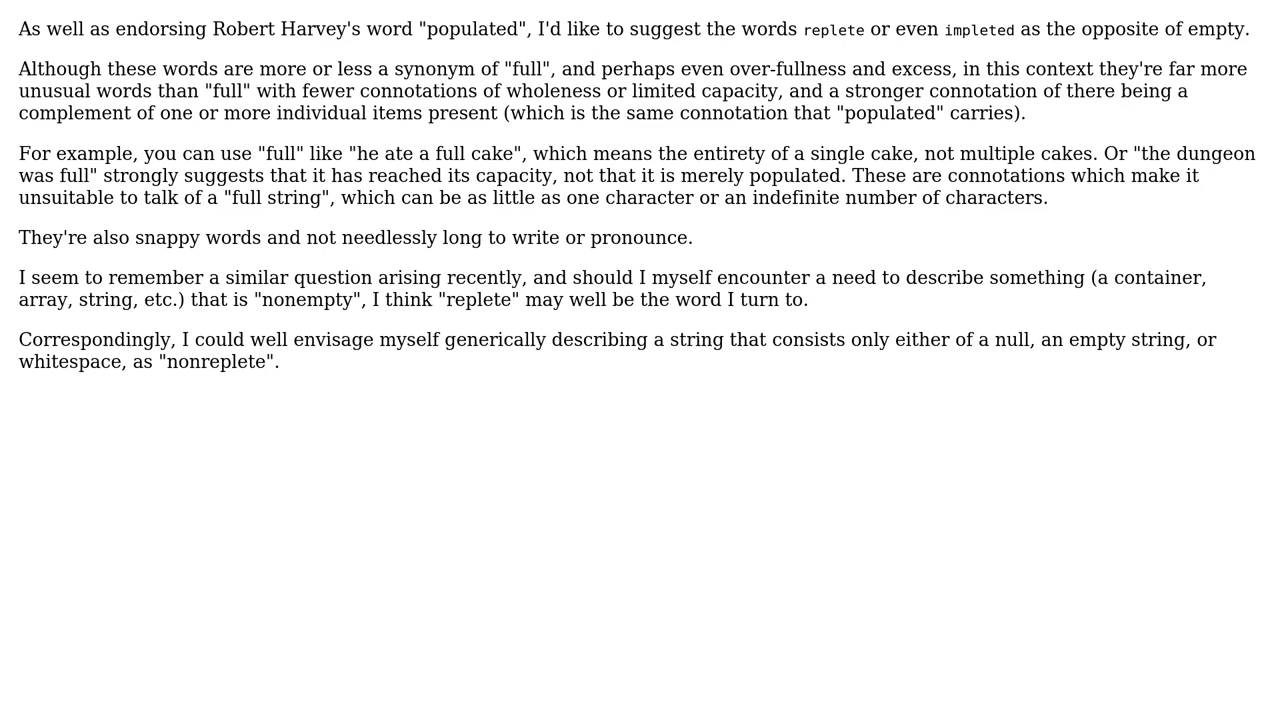 As well as endorsing Robert Harvey's word "populated", I'd like to suggest the words replete or even impleted as the opposite of empty.
Although these words are more or less a synonym of "full", and perhaps even over-fullness and excess, in this context they're far more
unusual words than "full" with fewer connotations of wholeness or limited capacity, and a stronger connotation of there being a
complement of one or more individual items present (which is the same connotation that "populated" carries).
For example, you can use "full" like "he ate a full cake", which means the entirety of a single cake, not multiple cakes. Or "the dungeon
was full" strongly suggests that it has reached its capacity, not that it is merely populated. These are connotations which make it
unsuitable to talk of a "full string", which can be as little as one character or an indefinite number of characters.
They're also snappy words and not needlessly long to write or pronounce.
I seem to remember a similar question arising recently, and should I myself encounter a need to describe something (a container,
array, string, etc.) that is "nonempty", I think "replete" may well be the word I turn to.
Correspondingly, I could well envisage myself generically describing a string that consists only either of a null, an empty string, or
whitespace, as "nonreplete".